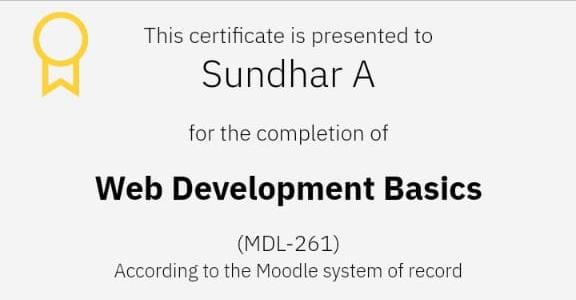 This certificate is presented to
Sundhar A
for the completion of
Web Development Basics
(MDL-261)
According to the Moodle system of record